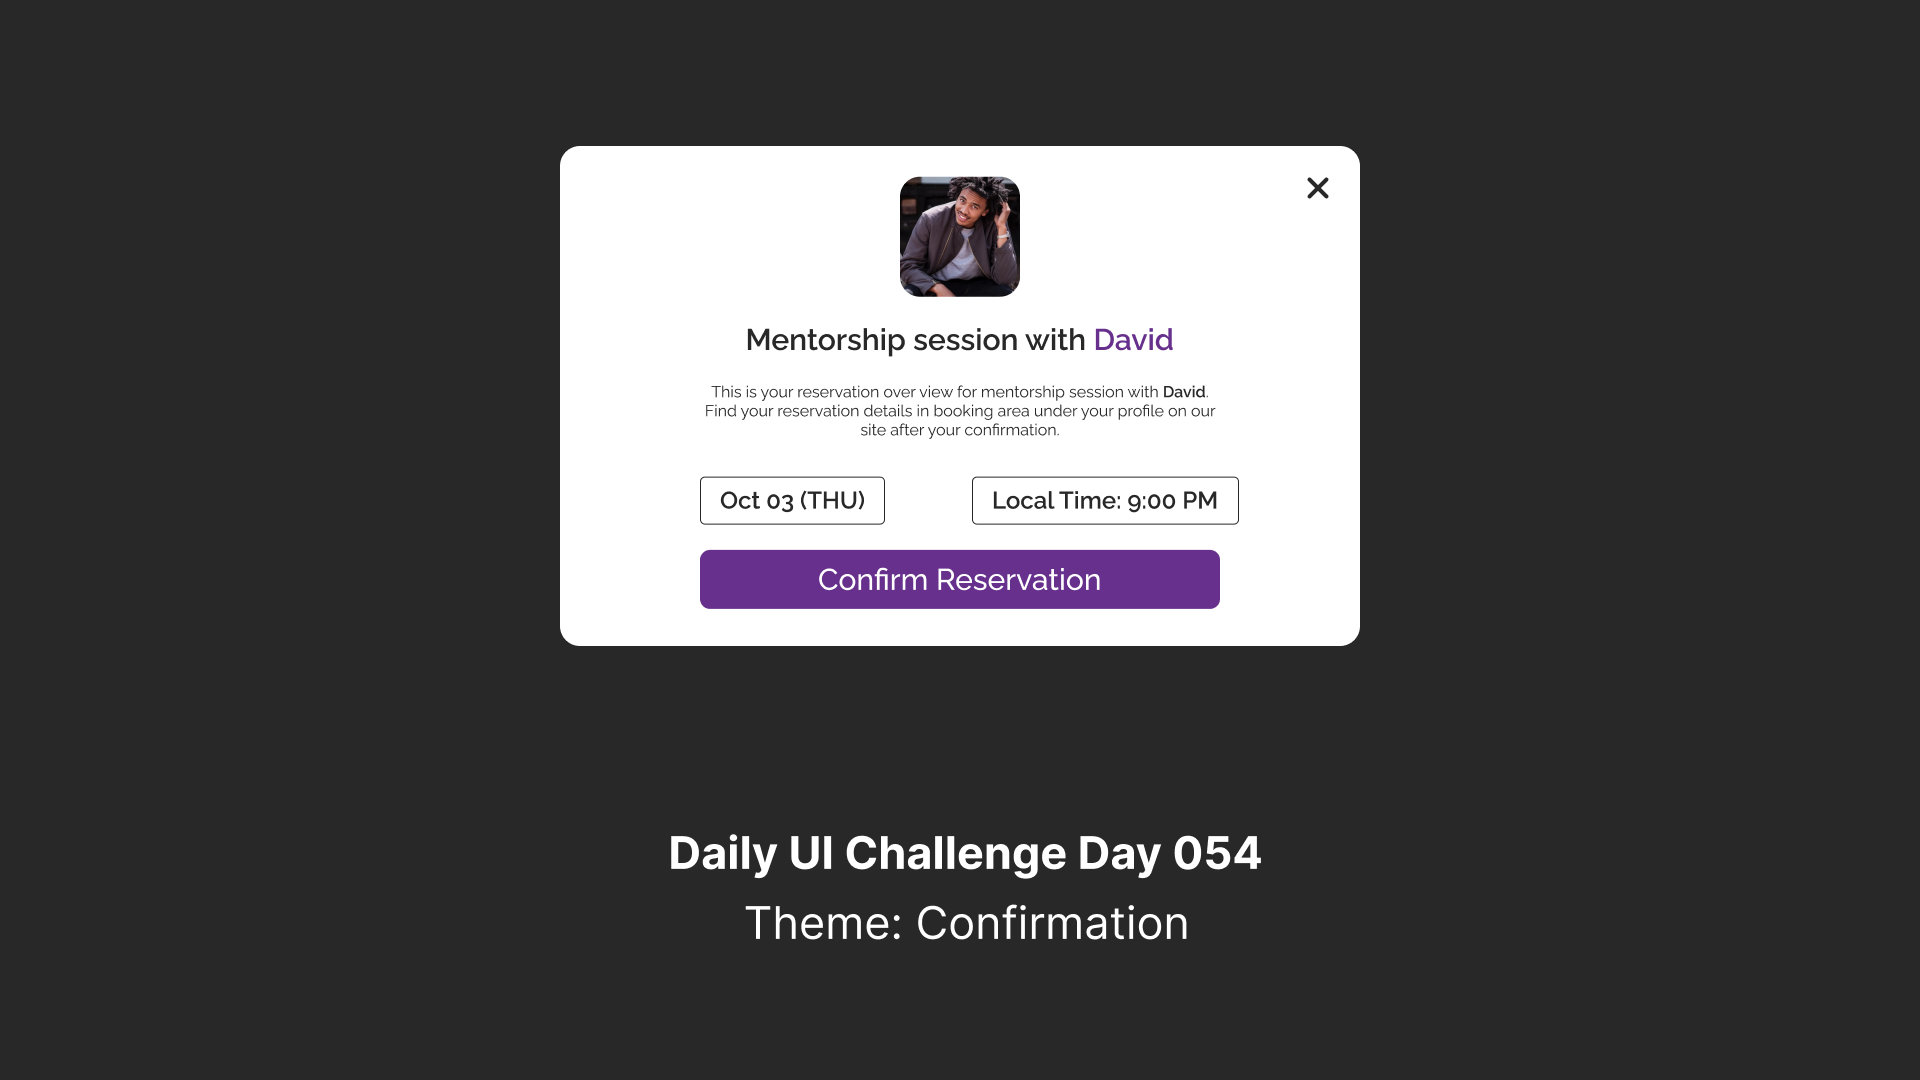 Mentorship session with David
This is your reservation over view for mentorship session with David.
Find your reservation details in booking area under your profile on our
site after your confirmation.
Oct 03 (THU)
Local Time: 9:00 PM
Confirm Reservation
Daily UI Challenge Day 054
Theme: Confirmation